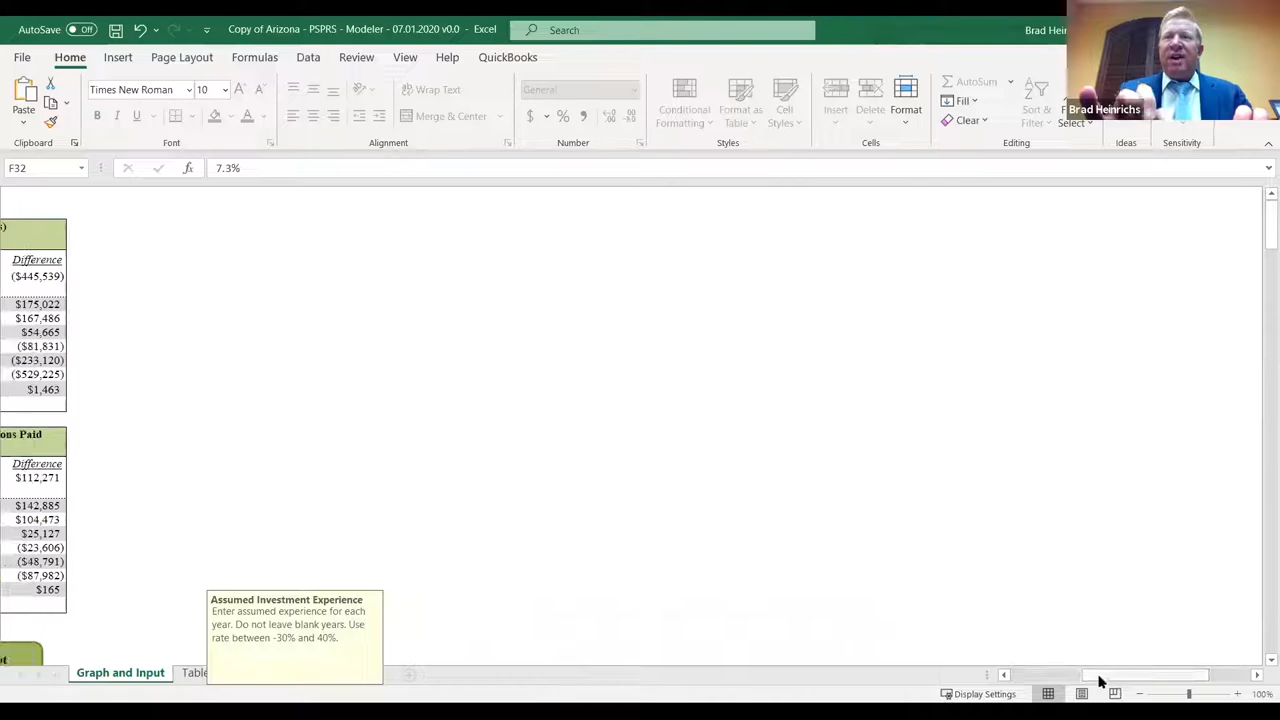 AutoSave Off Copy of Arizona - PSPRS - Modeler - 07.01.2020 v0.0 - Excel Search Brad Hein
File Home Insert Page Layout Formulas Data Review View Help QuickBooks
Paste Times New Roman 10 A A Wrap Text General Conditional Formatting Format as Table Cell Styles Insert Delete Format AutoSum Sort & Filter Select
B I U A Merge & Center $ % Fill
Clear
Clipboard Font Alignment Number Styles Cells Editing Ideas Sensitivity
Brad Heinrichs
F32 fx 7.3%
s)
Difference
($445,539)
$175,022
$167,486
$54,665
($81,831)
($233,120)
($529,225)
$1,463
ons Paid
Difference
$112,271
$142,885
$104,473
$25,127
($23,606)
($48,791)
($87,982)
$165
Assumed Investment Experience
Enter assumed experience for each
year. Do not leave blank years. Use
rate between -30% and 40%.
Graph and Input Table
Display Settings 100%